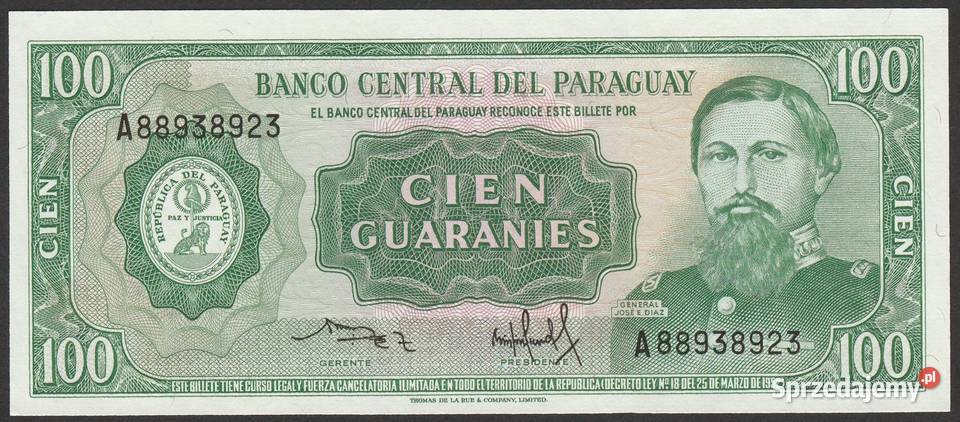 100
100
BANCO CENTRAL DEL PARAGUAY
EL BANCO CENTRAL DEL PARAGUAY RECONOCE ESTE BILLETE POR
A88938923
CIEN
REPÚBLICA DEL PARAGUAY
PAZ Y JUSTICIA
CIEN
GUARANIES
CIEN
GENERAL
JOSE E. DIAZ
GERENTE
PRESIDENTE
A88938923
100
100
ESTE BILLETE TIENE CURSO LEGAL Y FUERZA CANCELATORIA ILIMITADA EN TODO EL TERRITORIO DE LA REPUBLICA (DECRETO LEY Nº 18 DEL 25 DE MARZO DE
THOMAS DE LA RUE & COMPANY, LIMITED.
Sprzedajemy.pl